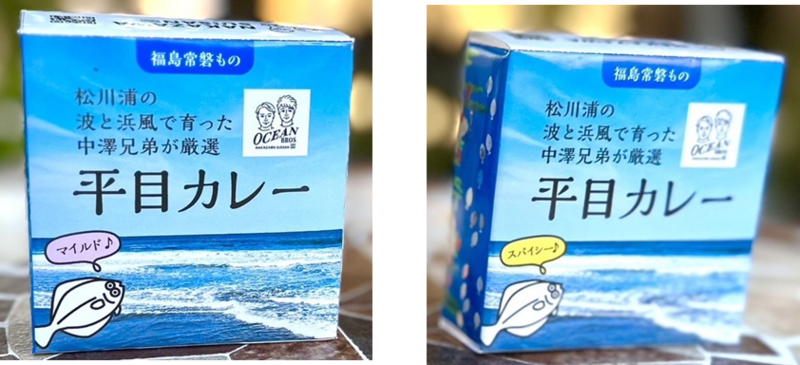 福島常磐もの
松川浦の
波と浜風で育った
中澤兄弟が厳選
OCEAN
BROS
平目カレー
マイルド♪
福島常磐もの
松川浦の
波と浜風で育った
中澤兄弟が厳選
OCEAN
BROS
平目カレー
スパイシー♪